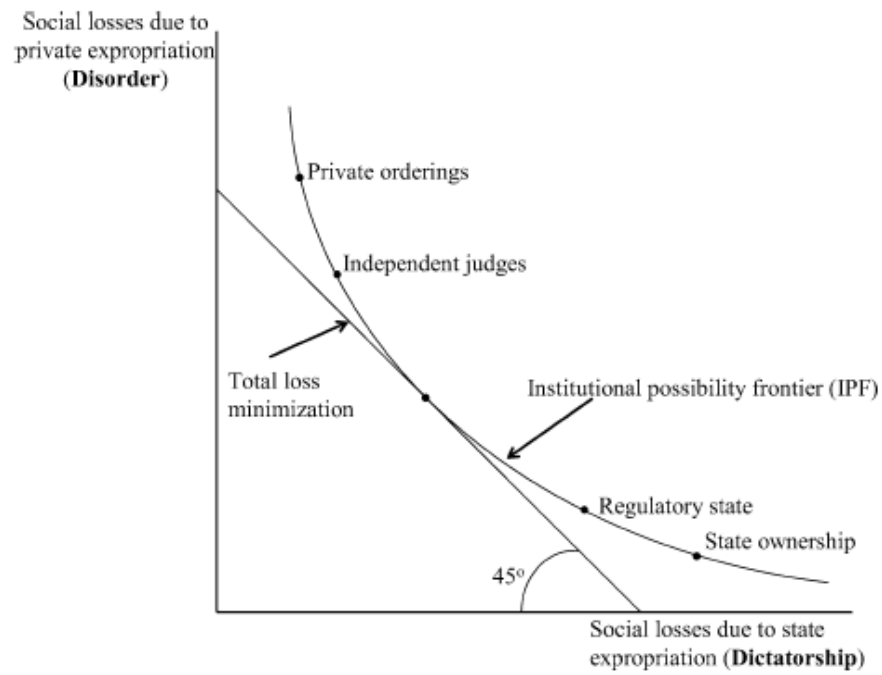 Social losses due to
private expropriation
(Disorder)
Private orderings
Independent judges
Total loss
minimization
Institutional possibility frontier (IPF)
Regulatory state
State ownership
45°
Social losses due to state
expropriation (Dictatorship)